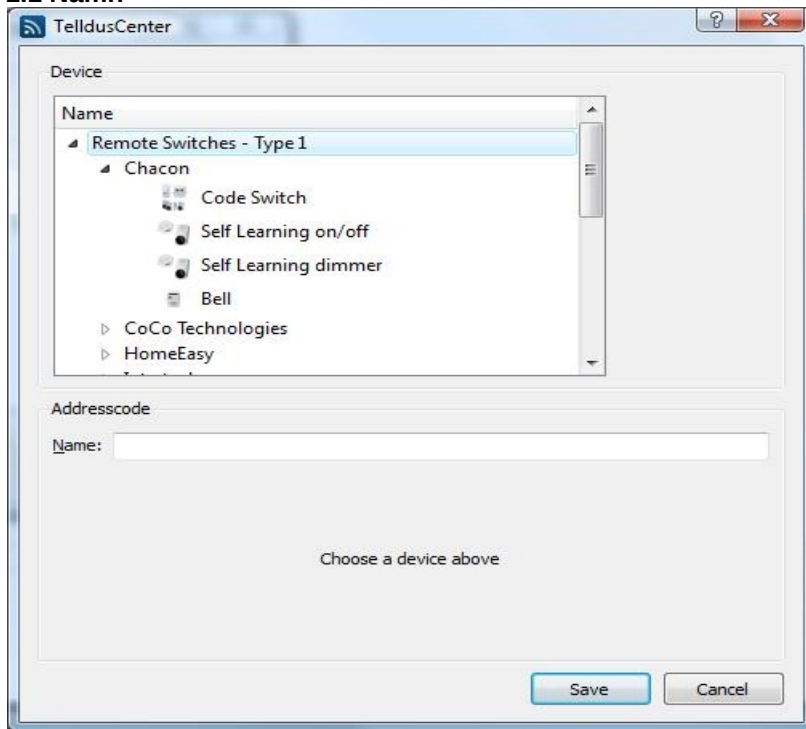 TelldusCenter
Device
Name
Remote Switches - Type 1
Chacon
Code Switch
Self Learning on/off
Self Learning dimmer
Bell
CoCo Technologies
HomeEasy
Addresscode
Name:
Choose a device above
Save Cancel